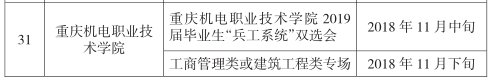 31
重庆机电职业技
术学院
重庆机电职业技术学院 2019
届毕业生“兵工系统”双选会
2018 年 11 月中旬
工商管理类或建筑工程类专场
2018 年 11 月下旬